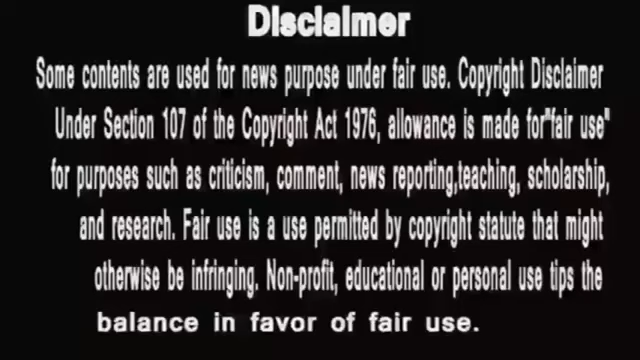 Disclaimer
Some contents are used for news purpose under fair use. Copyright Disclaimer
Under Section 107 of the Copyright Act 1976, allowance is made for"fair use"
for purposes such as criticism, comment, news reporting,teaching, scholarship,
and research. Fair use is a use permitted by copyright statute that might
otherwise be infringing. Non-profit, educational or personal use tips the
balance in favor of fair use.